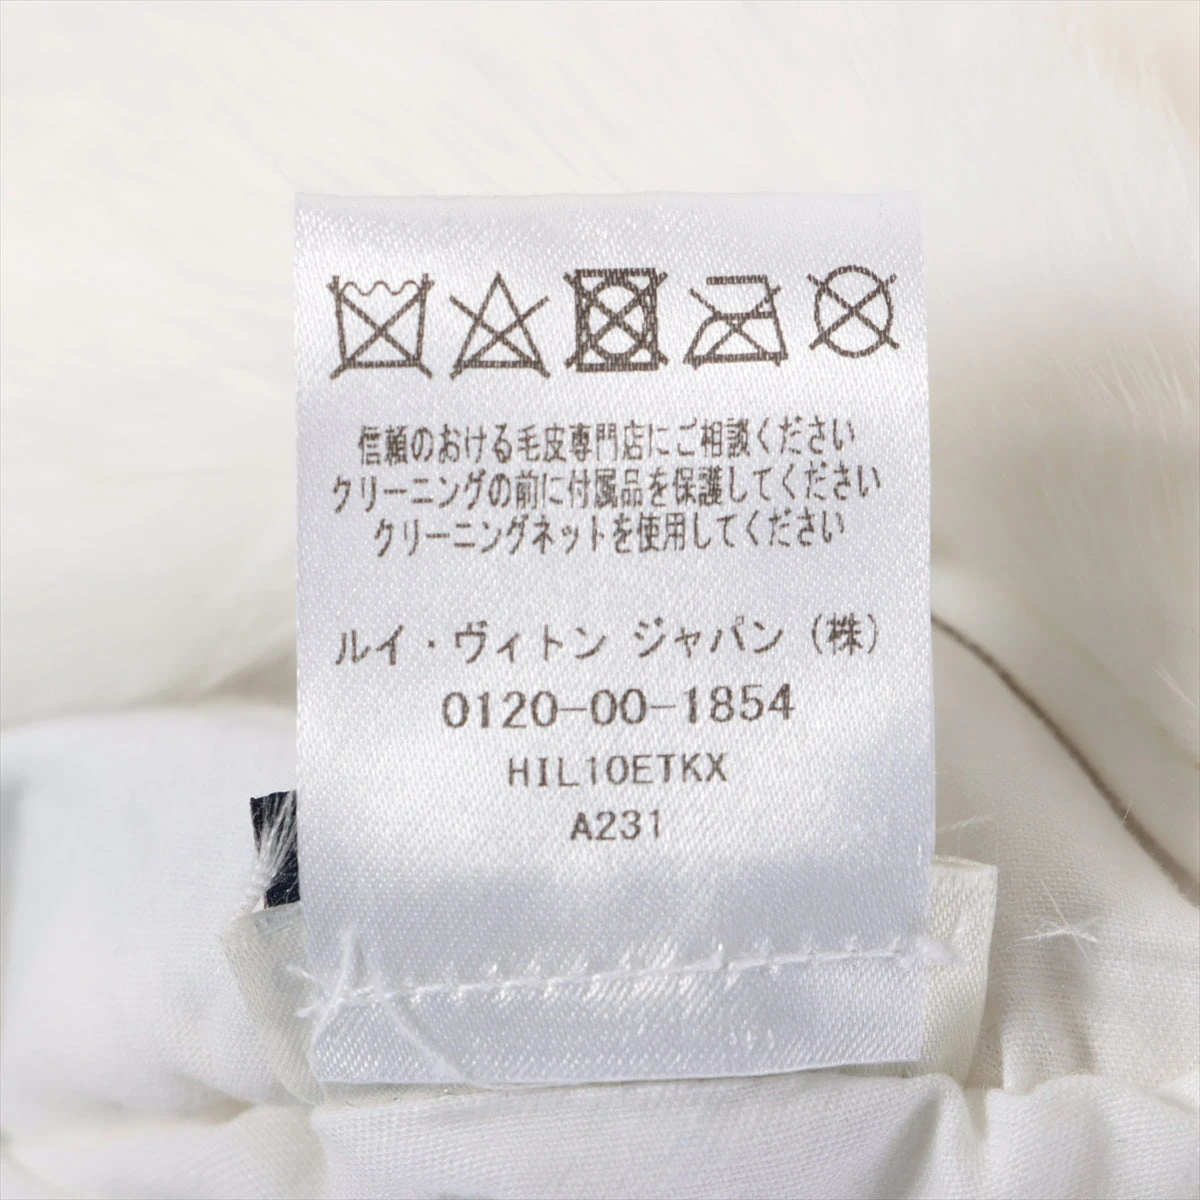 信頼のおける毛皮専門店にご相談ください
クリーニングの前に付属品を保護してください
クリーニングネットを使用してください
ルイ・ヴィトン ジャパン（株）
0120-00-1854
HIL10ETKX
A231